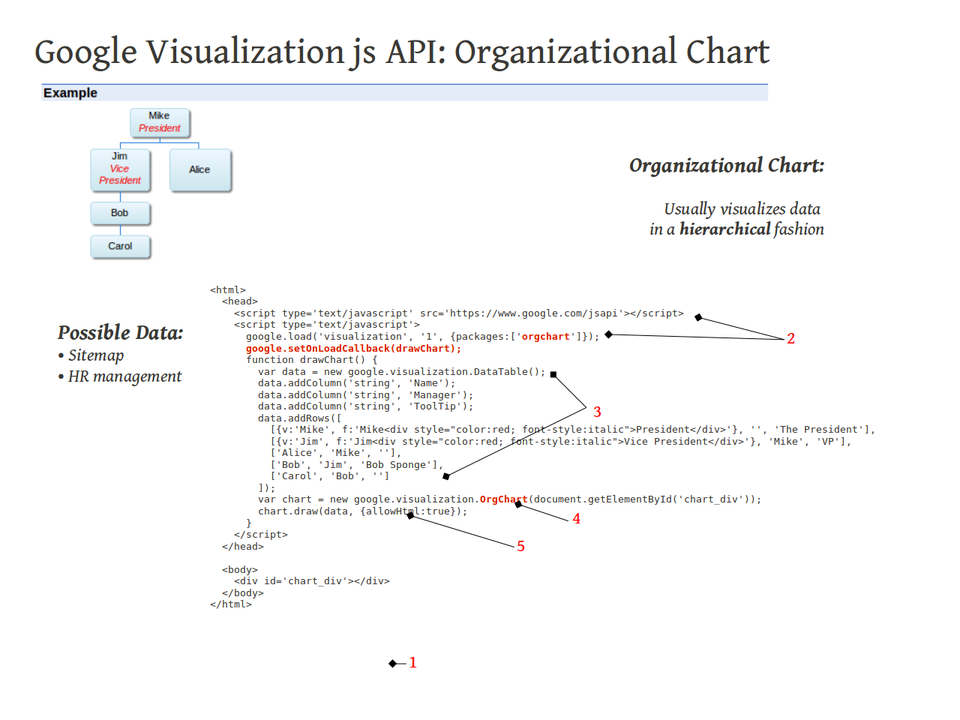 Google Visualization js API: Organizational Chart
Example
Mike
President
Jim
Vice
President
Alice
Bob
Carol
Organizational Chart:
Usually visualizes data
in a hierarchical fashion
Possible Data:
• Sitemap
• HR management
<html>
<head>
<script type='text/javascript' src='https://www.google.com/jsapi'></script>
<script type='text/javascript'>
google.load('visualization', '1', {packages:['orgchart']});
google.setOnLoadCallback(drawChart);
function drawChart() {
var data = new google.visualization.DataTable();
data.addColumn('string', 'Name');
data.addColumn('string', 'Manager');
data.addColumn('string', 'ToolTip');
data.addRows([
[{v:'Mike', f:'Mike<div style="color:red; font-style:italic">President</div>'}, '', 'The President'],
[{v:'Jim', f:'Jim<div style="color:red; font-style:italic">Vice President</div>'}, 'Mike', 'VP'],
['Alice', 'Mike', ''],
['Bob', 'Jim', 'Bob Sponge'],
['Carol', 'Bob', '']
]);
var chart = new google.visualization.OrgChart(document.getElementById('chart_div'));
chart.draw(data, {allowHtml:true});
}
</script>
</head>
<body>
<div id='chart_div'></div>
</body>
</html>
2
3
4
5
1